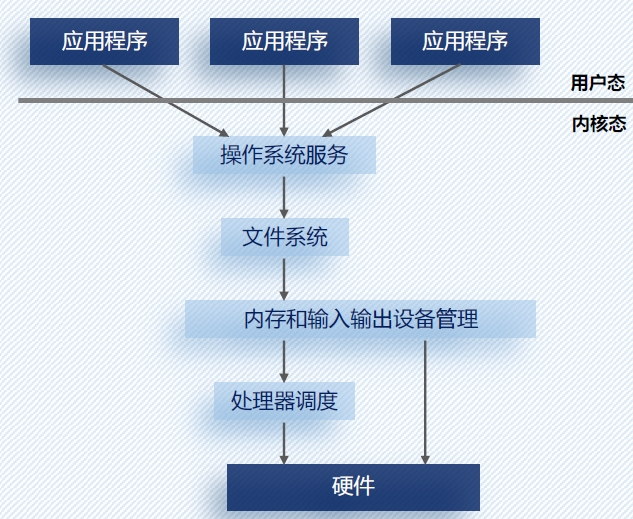 应用程序 应用程序 应用程序
用户态
内核态
操作系统服务
文件系统
内存和输入输出设备管理
处理器调度
硬件